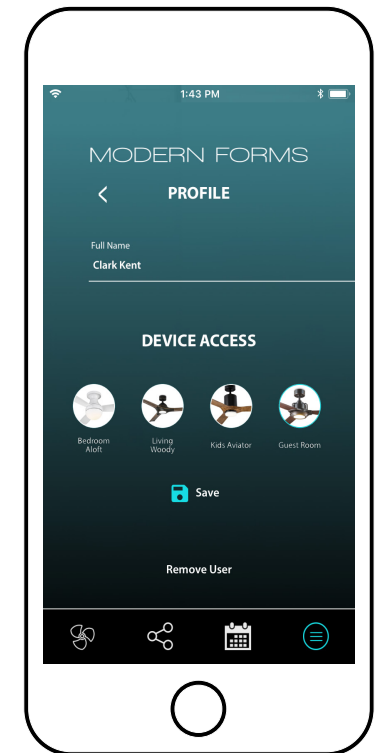 1:43 PM
MODERN FORMS
PROFILE
Full Name
Clark Kent
DEVICE ACCESS
Bedroom
Aloft
Living
Woody
Kids Aviator
Guest Room
Save
Remove User